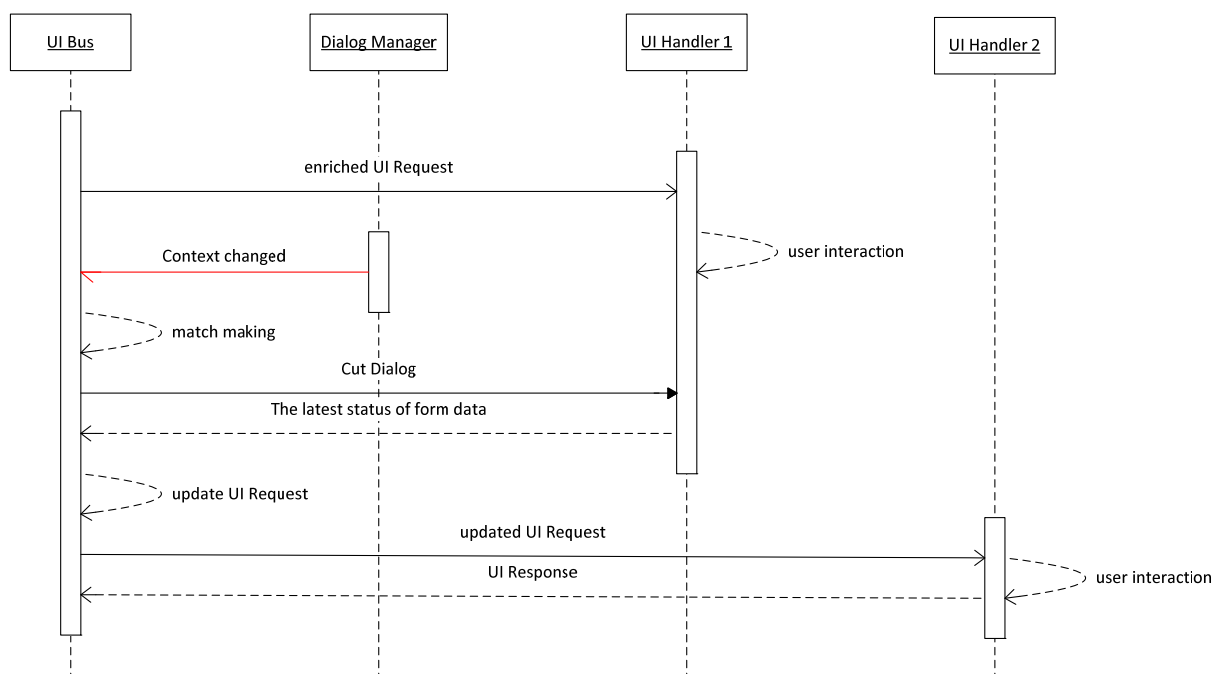 UI Bus
Dialog Manager
UI Handler 1
UI Handler 2
enriched UI Request
user interaction
Context changed
match making
Cut Dialog
The latest status of form data
update UI Request
updated UI Request
UI Response
user interaction